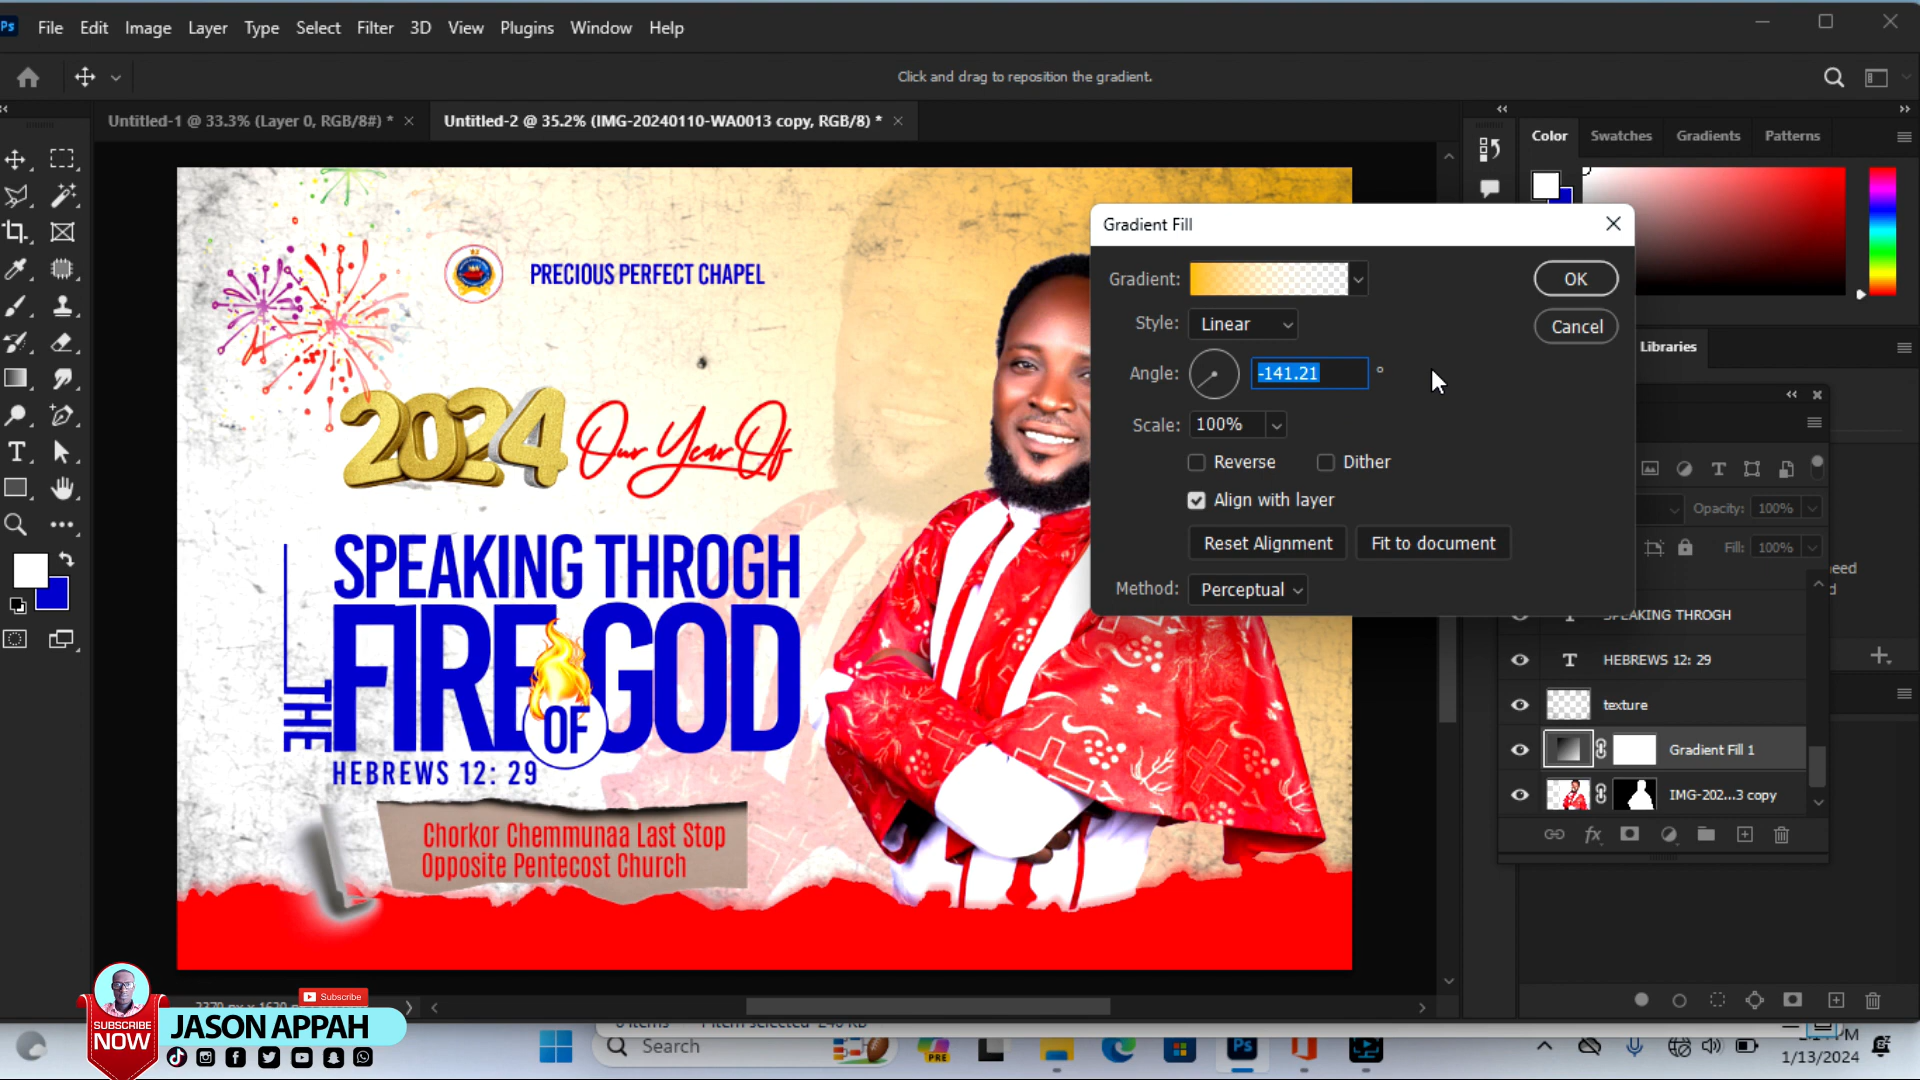 Ps File Edit Image Layer Type Select Filter 3D View Plugins Window Help
Click and drag to reposition the gradient.
Untitled-1 @ 33.3% (Layer 0, RGB/8#) * Untitled-2 @ 35.2% (IMG-20240110-WA0013 copy, RGB/8) *
Color Swatches Gradients Patterns
Gradient Fill
Gradient:
OK
Style: Linear
Cancel
Angle: -141.21 °
Scale: 100%
Reverse Dither
Align with layer
Reset Alignment Fit to document
Method: Perceptual
Libraries
Opacity: 100%
Fill: 100%
eed
d
SPEAKING THROGH
HEBREWS 12: 29
texture
Gradient Fill 1
IMG-202...3 copy
PRECIOUS PERFECT CHAPEL
2024 Our Year Of
SPEAKING THROGH
THE FIRE OF GOD
HEBREWS 12: 29
Chorkor Chemmunaa Last Stop
Opposite Pentecost Church
Subscribe
SUBSCRIBE
NOW
JASON APPAH
Search
PRE
Ps
PM
1/13/2024